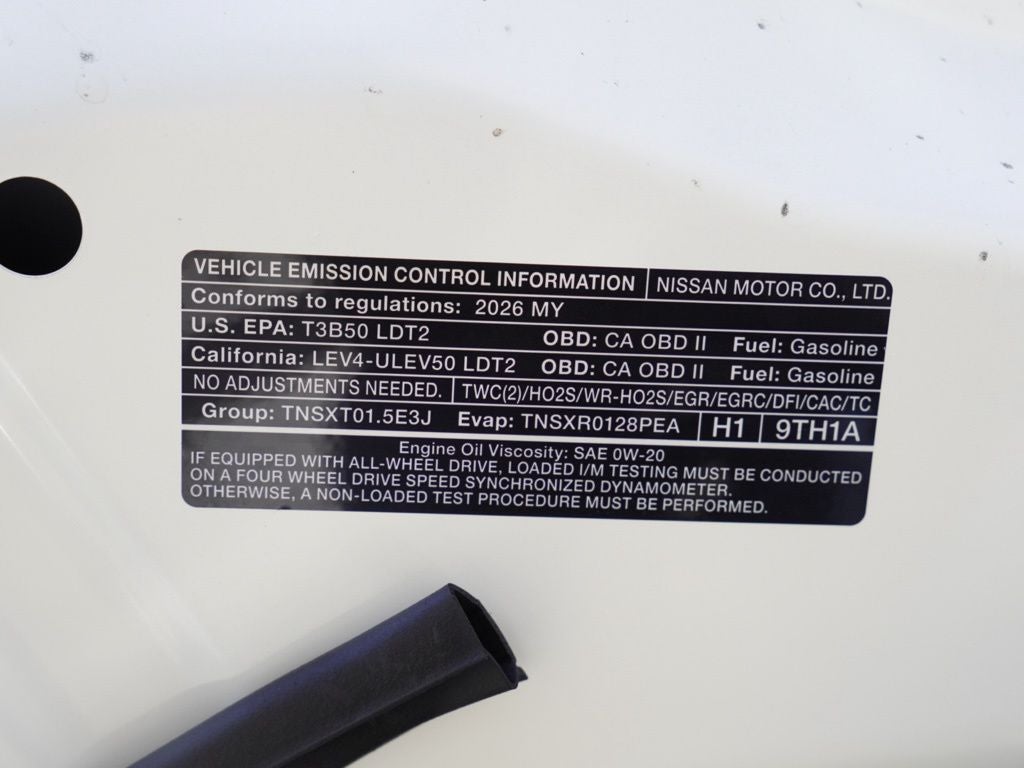 VEHICLE EMISSION CONTROL INFORMATION NISSAN MOTOR CO., LTD.
Conforms to regulations: 2026 MY
U.S. EPA: T3B50 LDT2 OBD: CA OBD II Fuel: Gasoline
California: LEV4-ULEV50 LDT2 OBD: CA OBD II Fuel: Gasoline
NO ADJUSTMENTS NEEDED. TWC(2)/HO2S/WR-HO2S/EGR/EGRC/DFI/CAC/TC
Group: TNSXT01.5E3J Evap: TNSXR0128PEA H1 9TH1A
Engine Oil Viscosity: SAE 0W-20
IF EQUIPPED WITH ALL-WHEEL DRIVE, LOADED I/M TESTING MUST BE CONDUCTED
ON A FOUR WHEEL DRIVE SPEED SYNCHRONIZED DYNAMOMETER.
OTHERWISE, A NON-LOADED TEST PROCEDURE MUST BE PERFORMED.